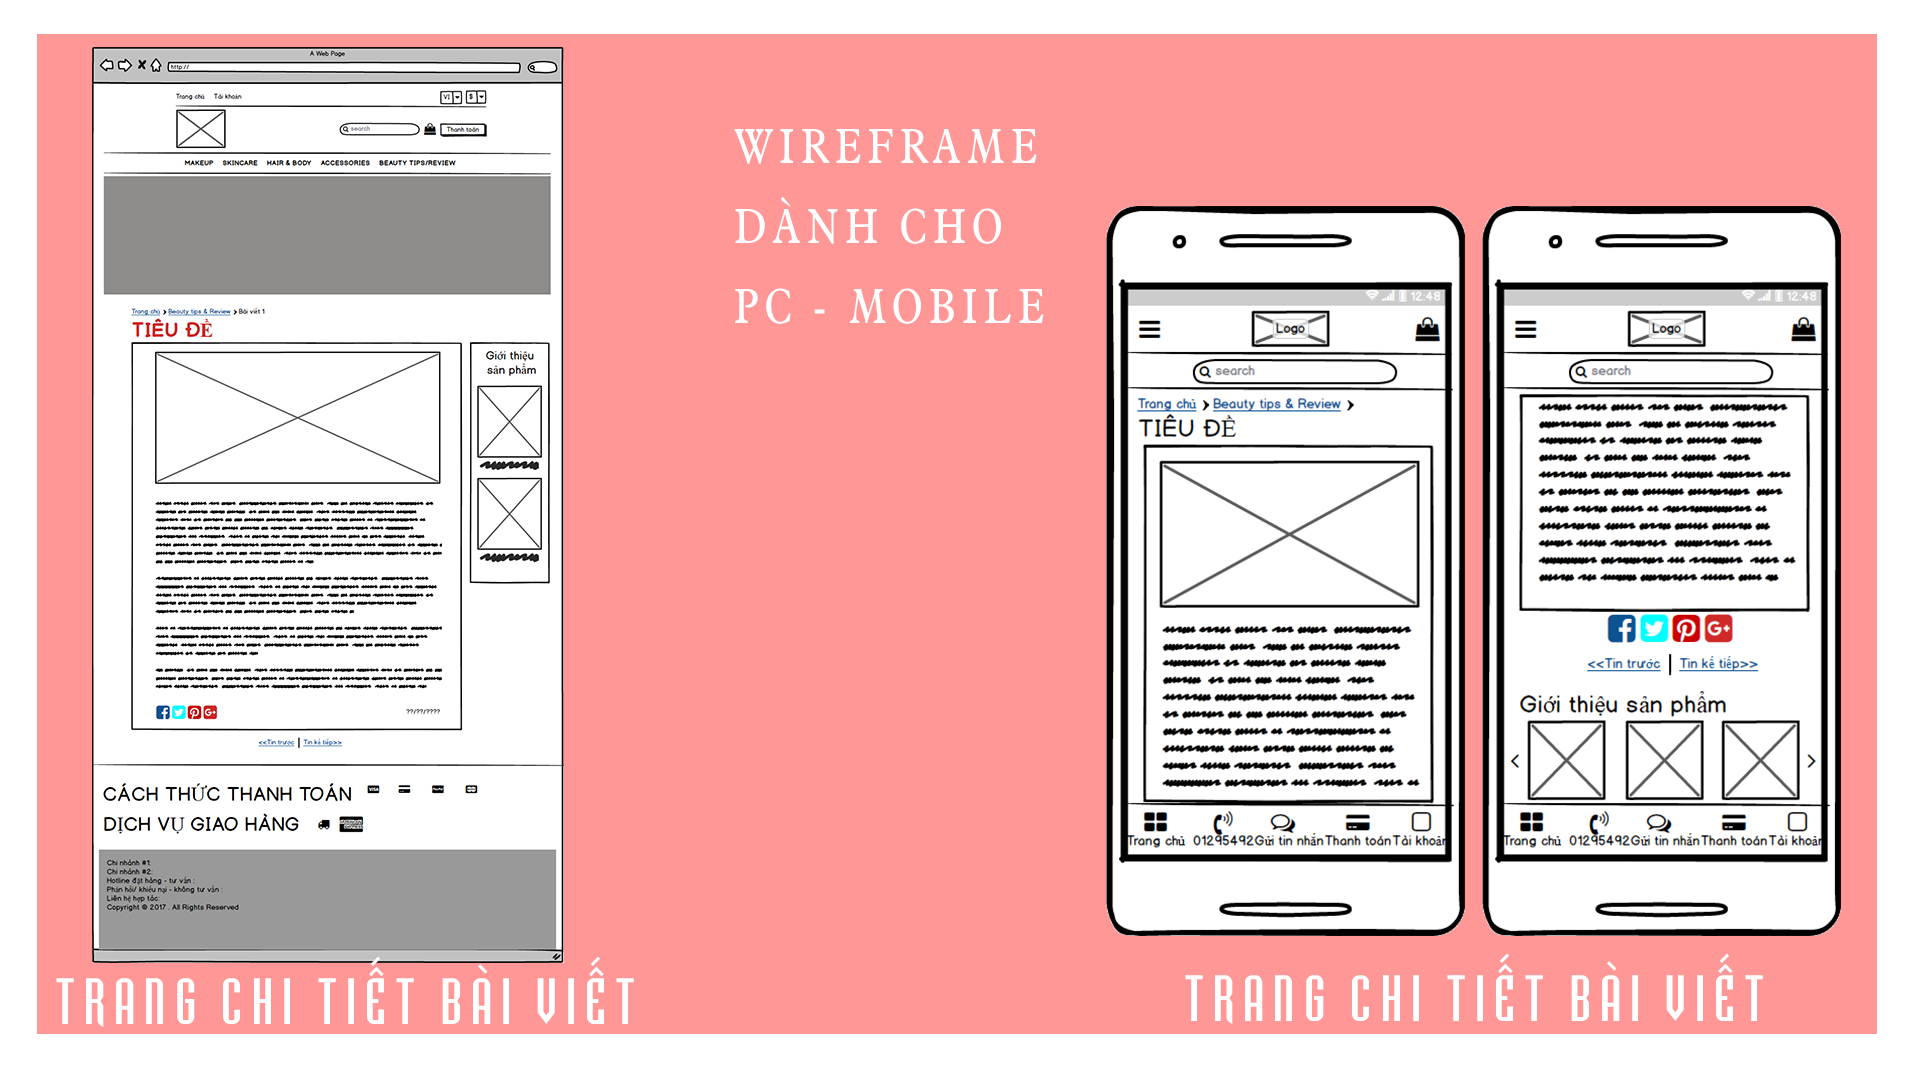 A Web Page
http://
Trang chủ Tài khoản
VI $
search
Thanh toán
MAKEUP SKINCARE HAIR & BODY ACCESSORIES BEAUTY TIPS/REVIEW
Trang chủ Beauty tips & Review Bài viết 1
TIÊU ĐỀ
Giới thiệu
sản phẩm
??/??/????
<<Tin trước Tin kế tiếp>>
CÁCH THỨC THANH TOÁN
VISA
DỊCH VỤ GIAO HÀNG
Chi nhánh #1:
Chi nhánh #2:
Hotline đặt hàng - tư vấn :
Phản hồi/ khiếu nại - không tư vấn :
Liên hệ hợp tác:
Copyright © 2017 . All Rights Reserved
TRANG CHI TIẾT BÀI VIẾT
WIREFRAME
DÀNH CHO
PC - MOBILE
12:48
Logo
search
Trang chủ Beauty tips & Review
TIÊU ĐỀ
Trang chủ 01295492 Gửi tin nhắn Thanh toán Tài khoản
12:48
Logo
search
<<Tin trước Tin kế tiếp>>
Giới thiệu sản phẩm
Trang chủ 01295492 Gửi tin nhắn Thanh toán Tài khoản
TRANG CHI TIẾT BÀI VIẾT